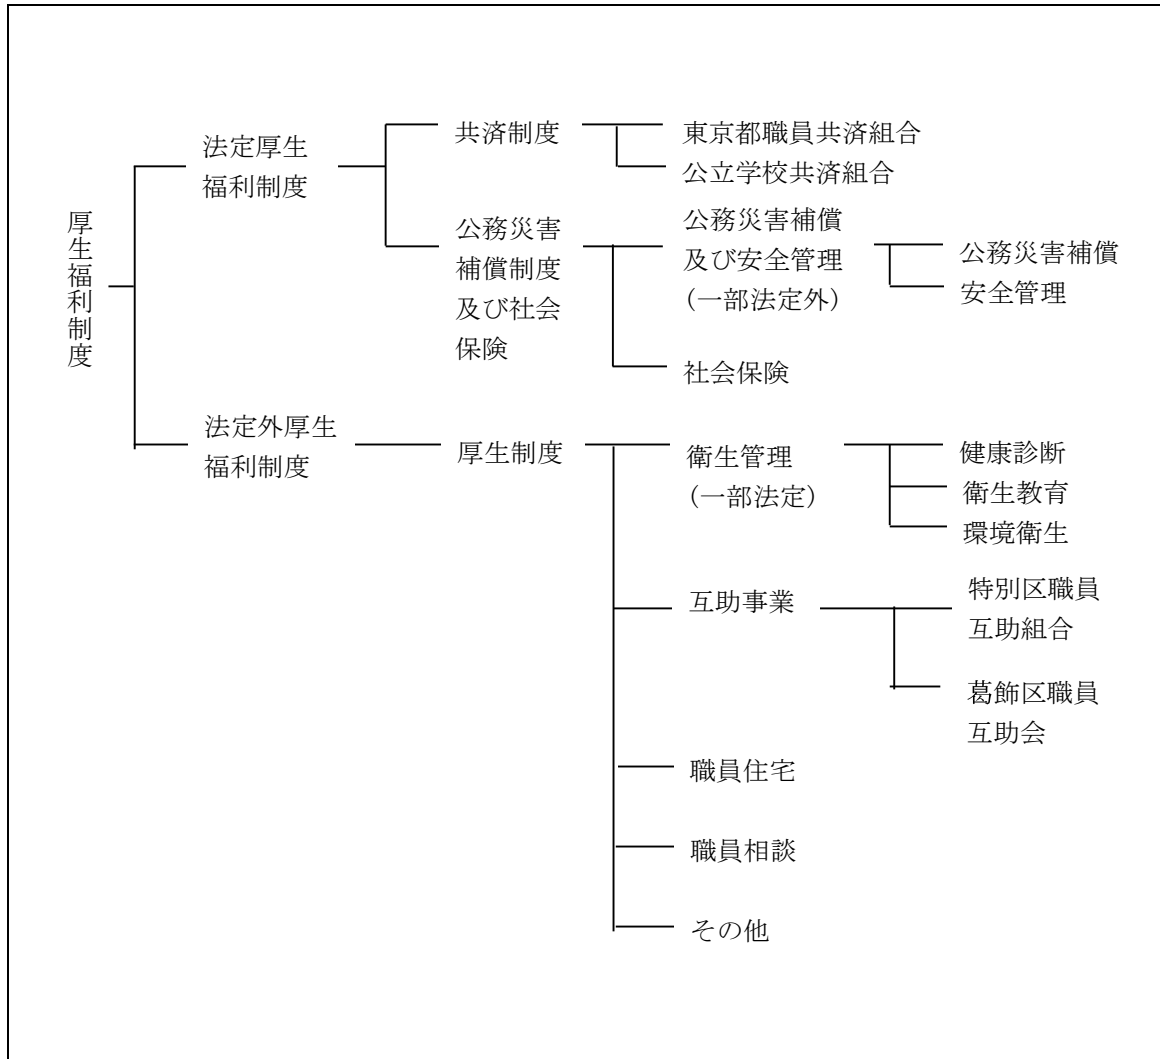 厚生福利制度
法定厚生
福利制度
共済制度
東京都職員共済組合
公立学校共済組合
公務災害
補償制度
及び社会
保険
公務災害補償
及び安全管理
（一部法定外）
公務災害補償
安全管理
社会保険
法定外厚生
福利制度
厚生制度
衛生管理
（一部法定）
健康診断
衛生教育
環境衛生
互助事業
特別区職員
互助組合
葛飾区職員
互助会
職員住宅
職員相談
その他